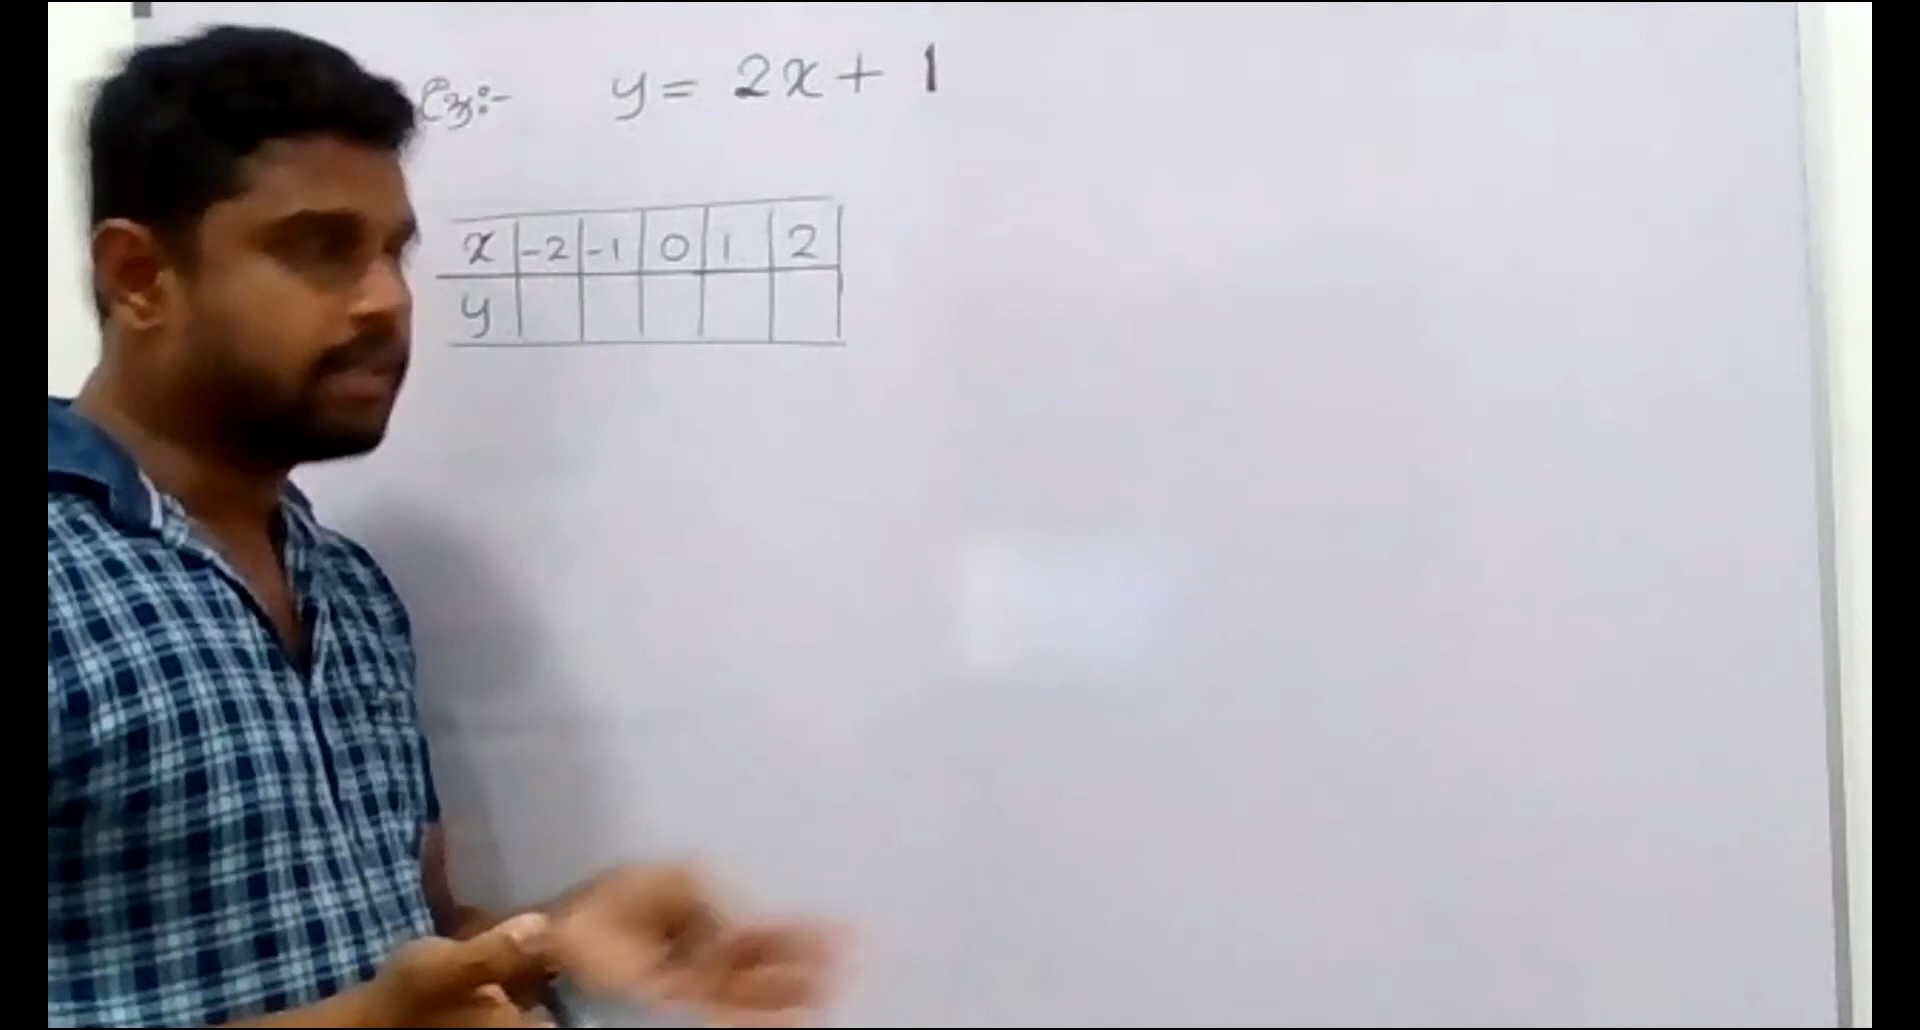 y = 2x + 1
x -2 -1 0 1 2
y